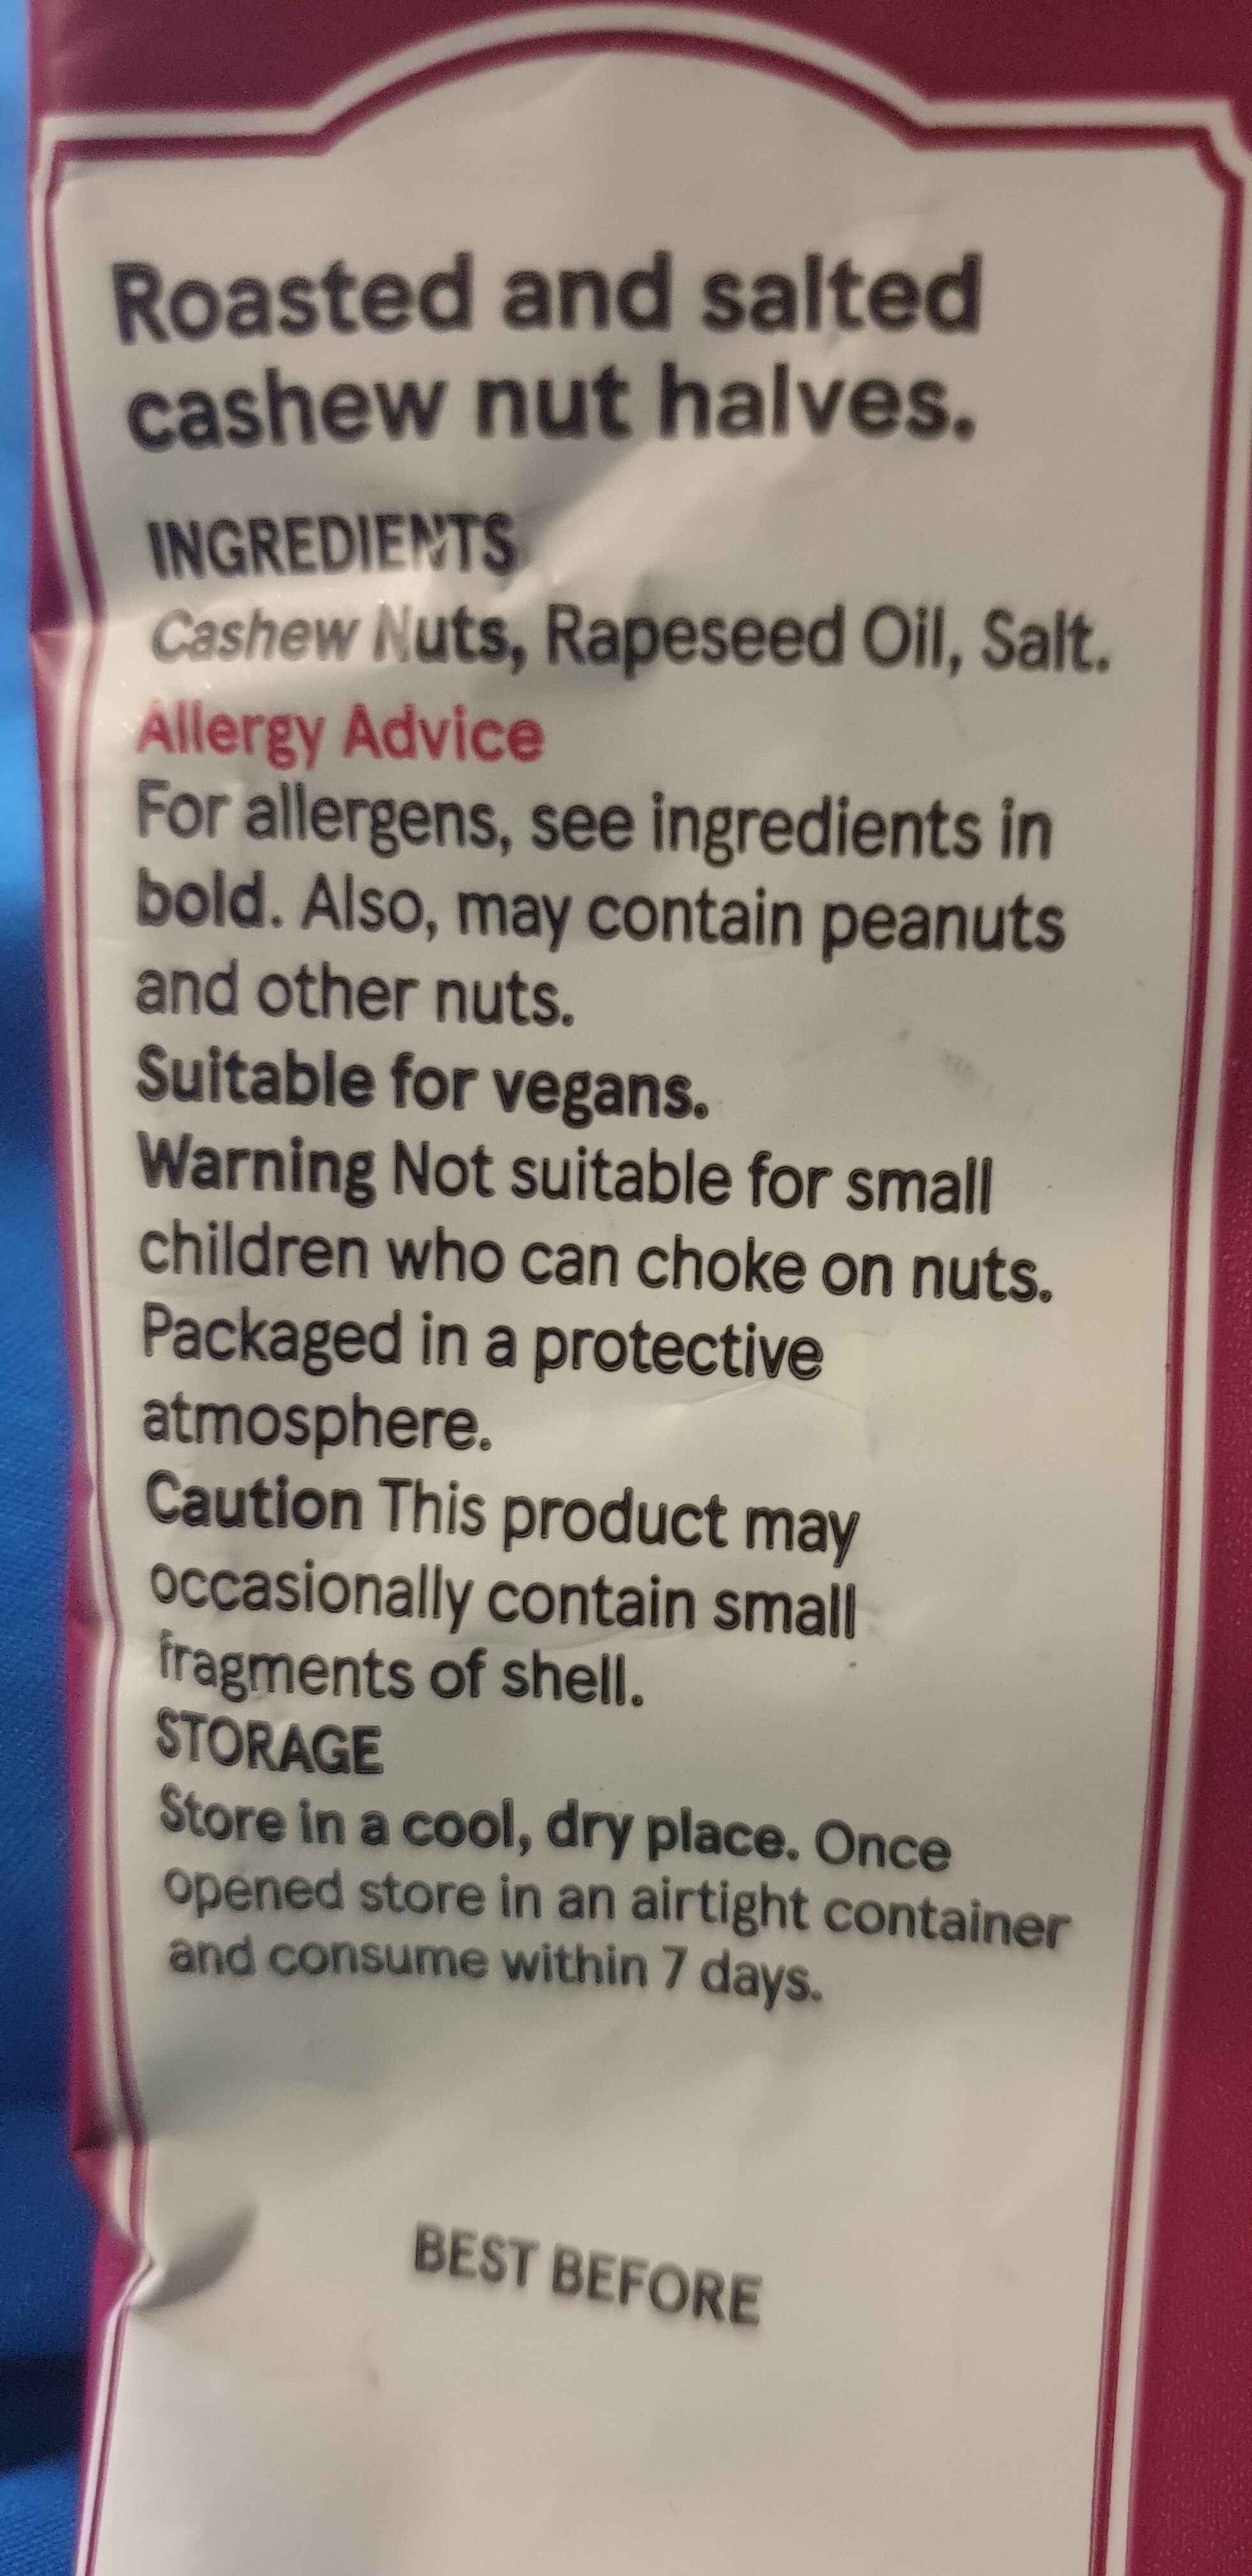 Roasted and salted
cashew nut halves.
INGREDIENTS
Cashew Nuts, Rapeseed Oil, Salt.
Allergy Advice
For allergens, see ingredients in
bold. Also, may contain peanuts
and other nuts.
Suitable for vegans.
Warning Not suitable for small
children who can choke on nuts.
Packaged in a protective
atmosphere.
Caution This product may
occasionally contain small
fragments of shell.
STORAGE
Store in a cool, dry place. Once
opened store in an airtight container
and consume within 7 days.
BEST BEFORE